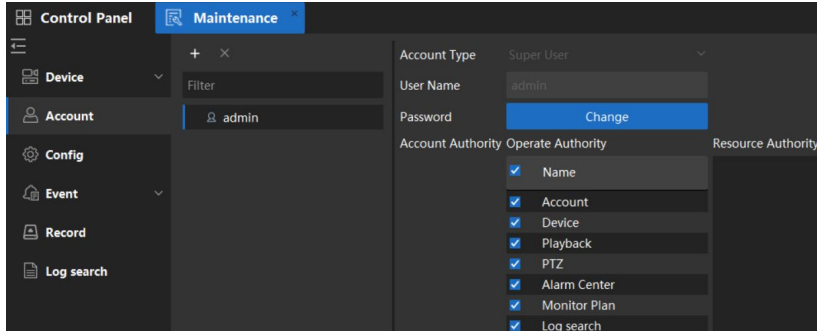 Control Panel
Maintenance
Device
Account
Config
Event
Record
Log search
Filter
admin
Account Type Super User
User Name admin
Password Change
Account Authority Operate Authority Resource Authority
Name
Account
Device
Playback
PTZ
Alarm Center
Monitor Plan
Log search